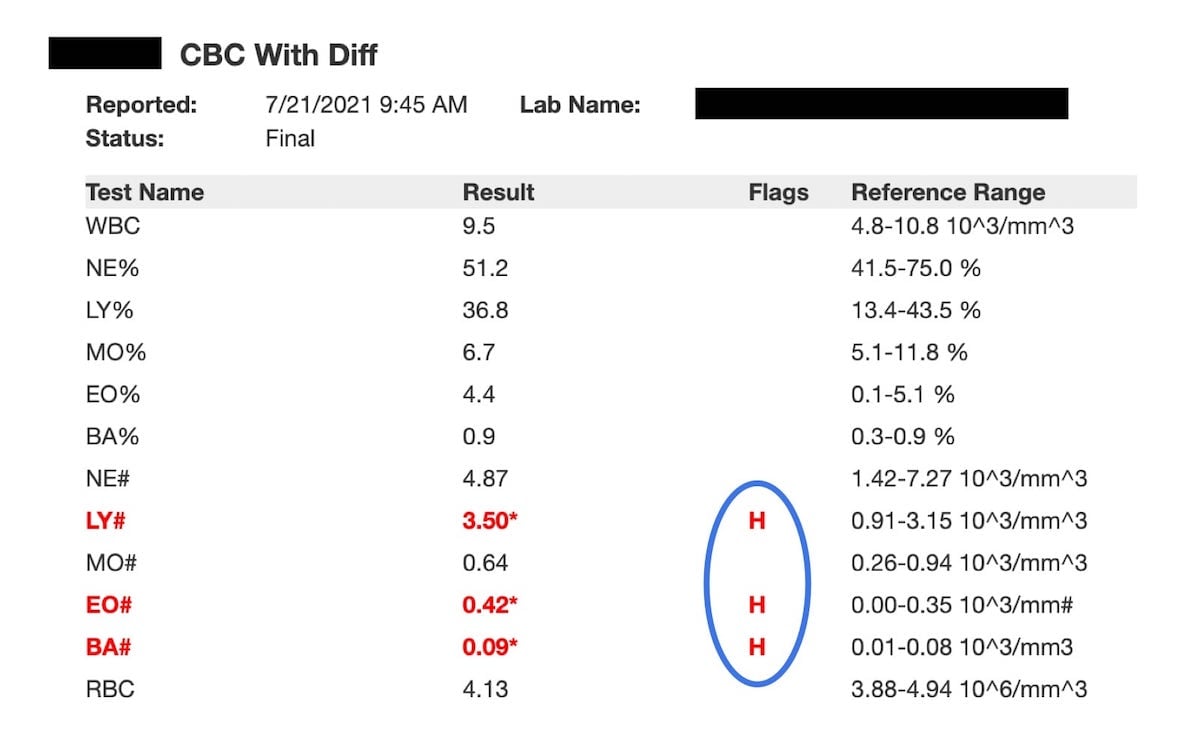 CBC With Diff
Reported: 7/21/2021 9:45 AM Lab Name:
Status: Final
Test Name Result Flags Reference Range
WBC 9.5 4.8-10.8 10^3/mm^3
NE% 51.2 41.5-75.0 %
LY% 36.8 13.4-43.5 %
MO% 6.7 5.1-11.8 %
EO% 4.4 0.1-5.1 %
BA% 0.9 0.3-0.9 %
NE# 4.87 1.42-7.27 10^3/mm^3
LY# 3.50* H 0.91-3.15 10^3/mm^3
MO# 0.64 0.26-0.94 10^3/mm^3
EO# 0.42* H 0.00-0.35 10^3/mm#
BA# 0.09* H 0.01-0.08 10^3/mm3
RBC 4.13 3.88-4.94 10^6/mm^3